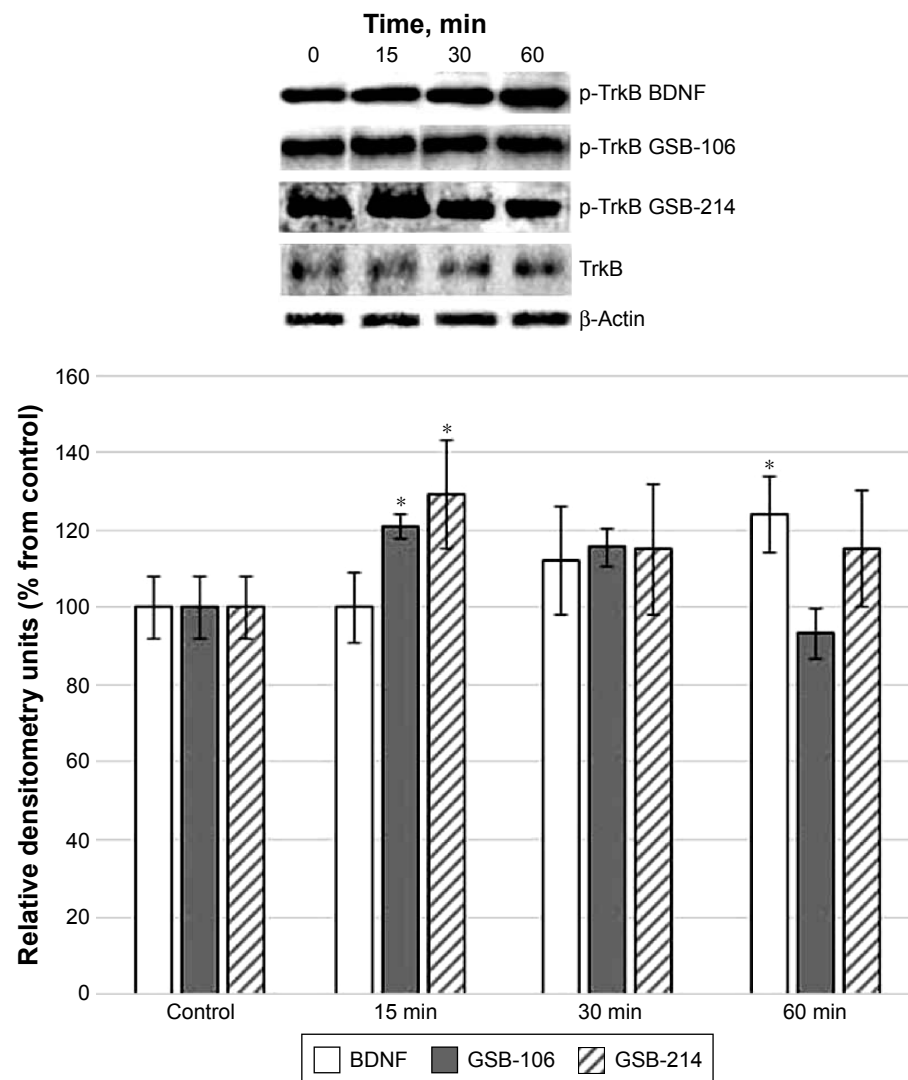 Time, min
0 15 30 60
p-TrkB BDNF
p-TrkB GSB-106
p-TrkB GSB-214
TrkB
β-Actin
Relative densitometry units (% from control)
160
140
120
100
80
60
40
20
0
*
*
*
Control 15 min 30 min 60 min
BDNF GSB-106 GSB-214